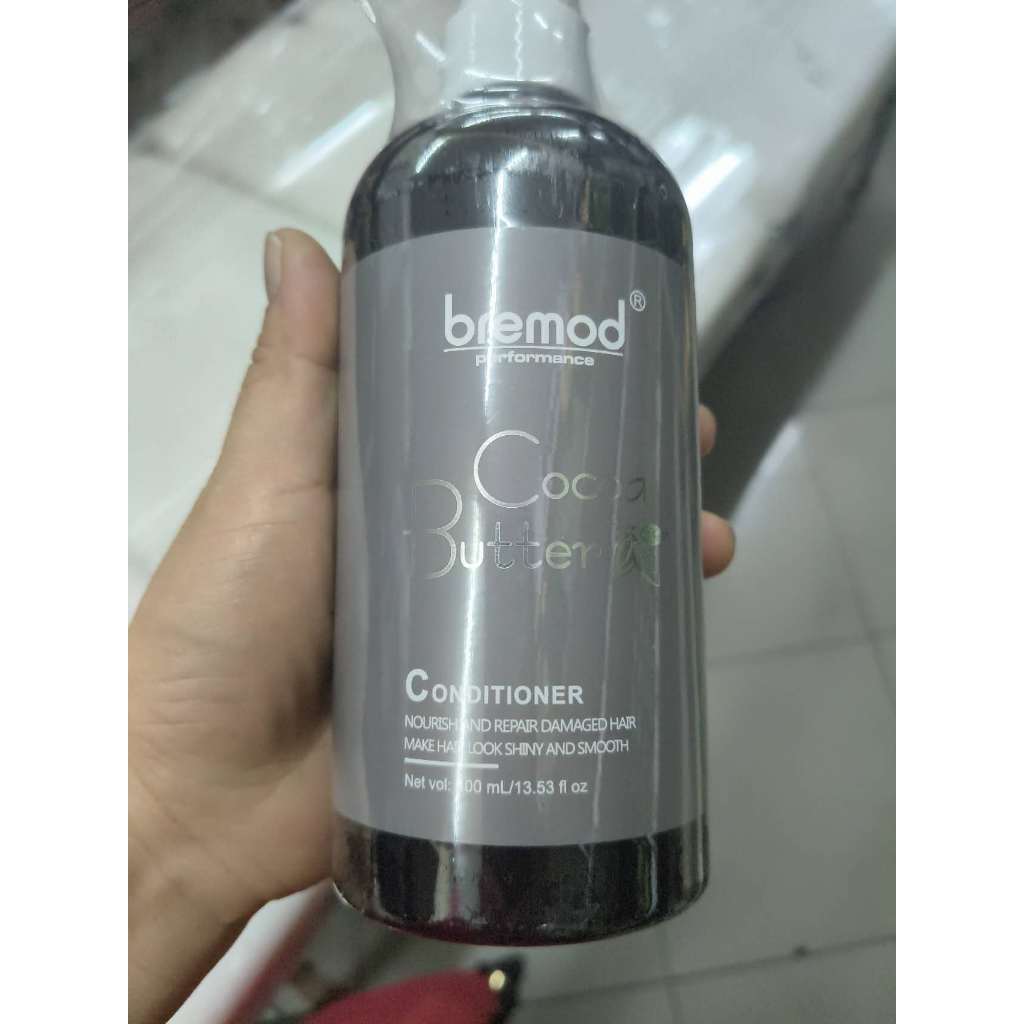 bremod®
performance
Cocoa
Butter
CONDITIONER
NOURISH AND REPAIR DAMAGED HAIR
MAKE HAIR LOOK SHINY AND SMOOTH
Net vol: 400 mL/13.53 fl oz